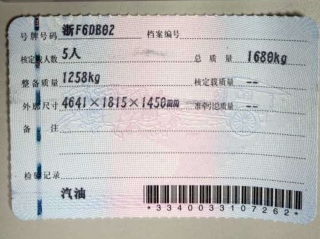 号牌号码 浙F6DB02 档案编号
核定载人数 5人 总质量 1680kg
整备质量 1258kg 核定载质量 --
外廓尺寸 4641×1815×1450mm 准牵引总质量 --
备注
检验记录
汽油
*3340033107262*